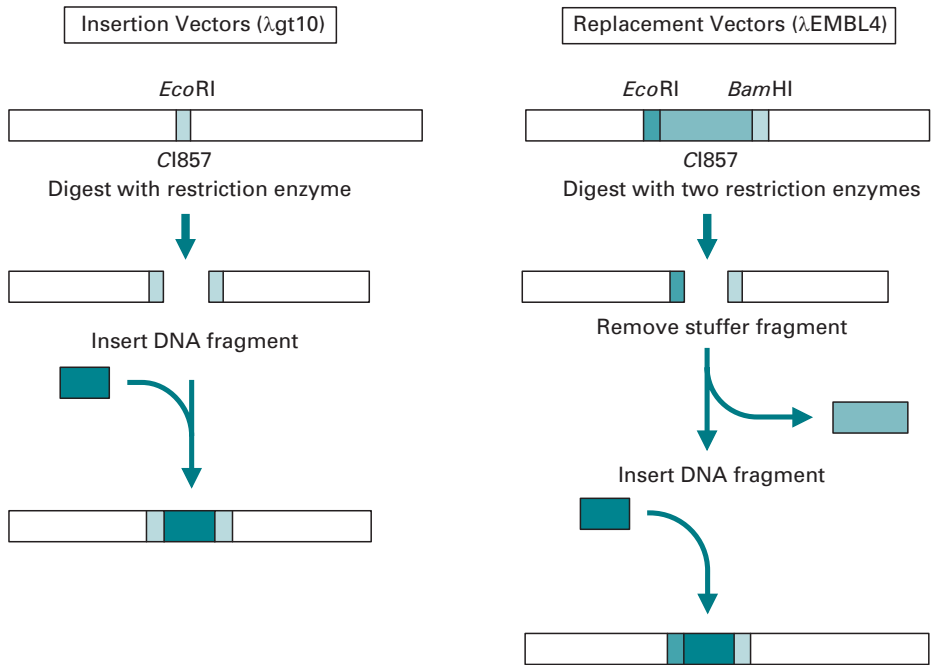 Insertion Vectors (λgt10)
EcoRI
CI857
Digest with restriction enzyme
Insert DNA fragment
Replacement Vectors (λEMBL4)
EcoRI BamHI
CI857
Digest with two restriction enzymes
Remove stuffer fragment
Insert DNA fragment